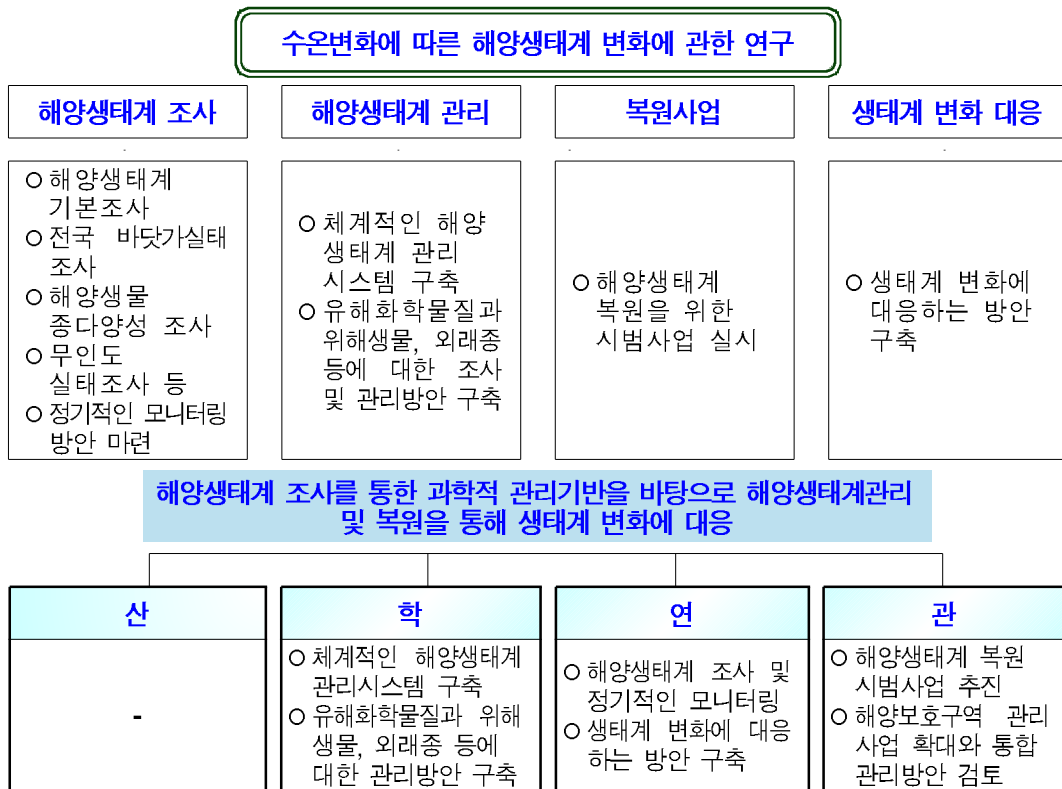 수온변화에 따른 해양생태계 변화에 관한 연구
해양생태계 조사
○ 해양생태계
기본조사
○ 전국 바닷가실태
조사
○ 해양생물
종다양성 조사
○ 무인도
실태조사 등
○ 정기적인 모니터링
방안 마련
해양생태계 관리
○ 체계적인 해양
생태계 관리
시스템 구축
○ 유해화학물질과
위해생물, 외래종
등에 대한 조사
및 관리방안 구축
복원사업
○ 해양생태계
복원을 위한
시범사업 실시
생태계 변화 대응
○ 생태계 변화에
대응하는 방안
구축
해양생태계 조사를 통한 과학적 관리기반을 바탕으로 해양생태계관리
및 복원을 통해 생태계 변화에 대응
산
-
학
○ 체계적인 해양생태계
관리시스템 구축
○ 유해화학물질과 위해
생물, 외래종 등에
대한 관리방안 구축
연
○ 해양생태계 조사 및
정기적인 모니터링
○ 생태계 변화에 대응
하는 방안 구축
관
○ 해양생태계 복원
시범사업 추진
○ 해양보호구역 관리
사업 확대와 통합
관리방안 검토